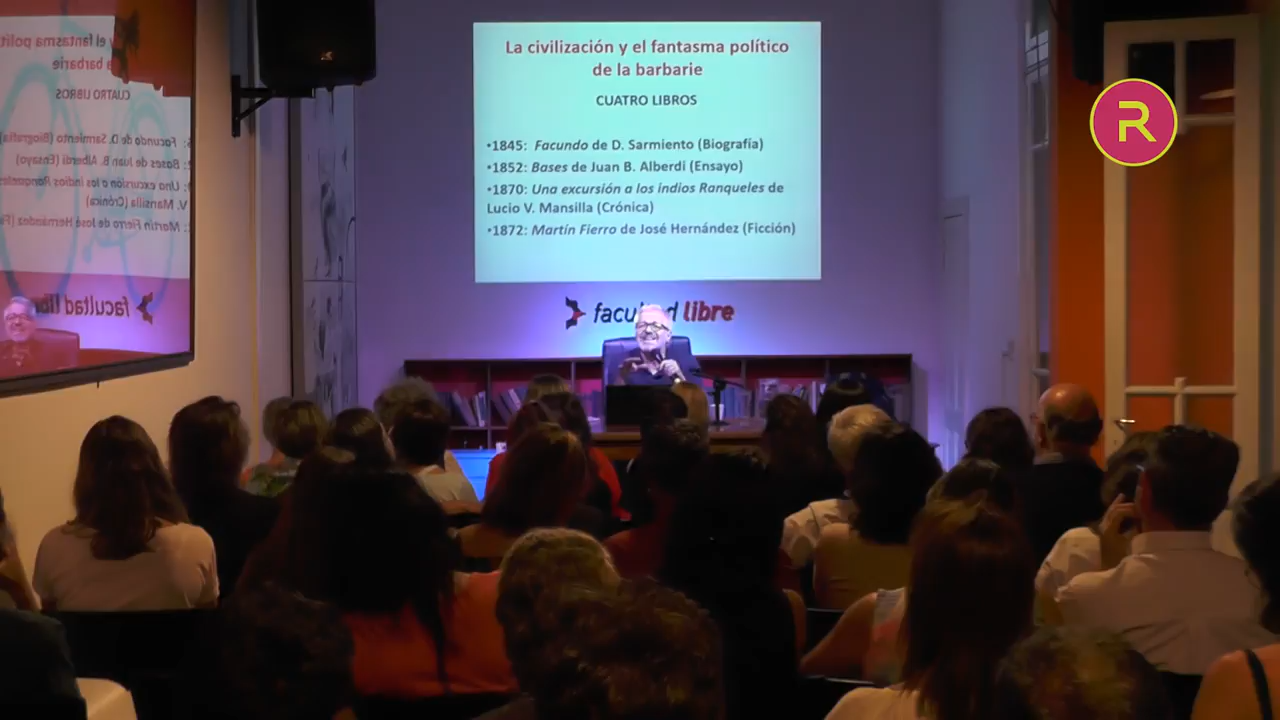 La civilización y el fantasma político
de la barbarie
CUATRO LIBROS
•1845: Facundo de D. Sarmiento (Biografía)
•1852: Bases de Juan B. Alberdi (Ensayo)
•1870: Una excursión a los indios Ranqueles de
Lucio V. Mansilla (Crónica)
•1872: Martín Fierro de José Hernández (Ficción)
libre
R